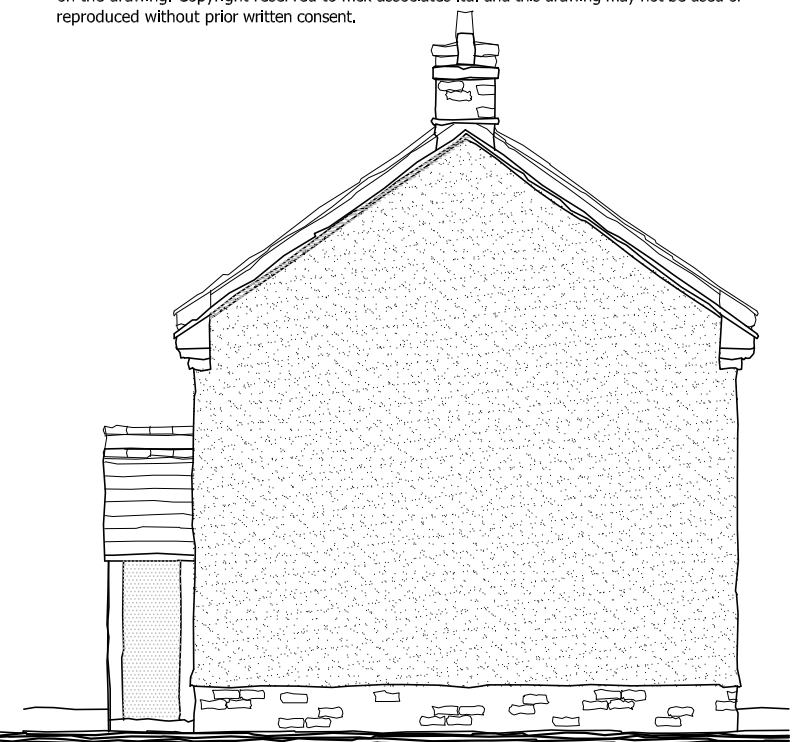 on the drawing. Copyright reserved to mck associates ltd. and this drawing may not be used or
reproduced without prior written consent.